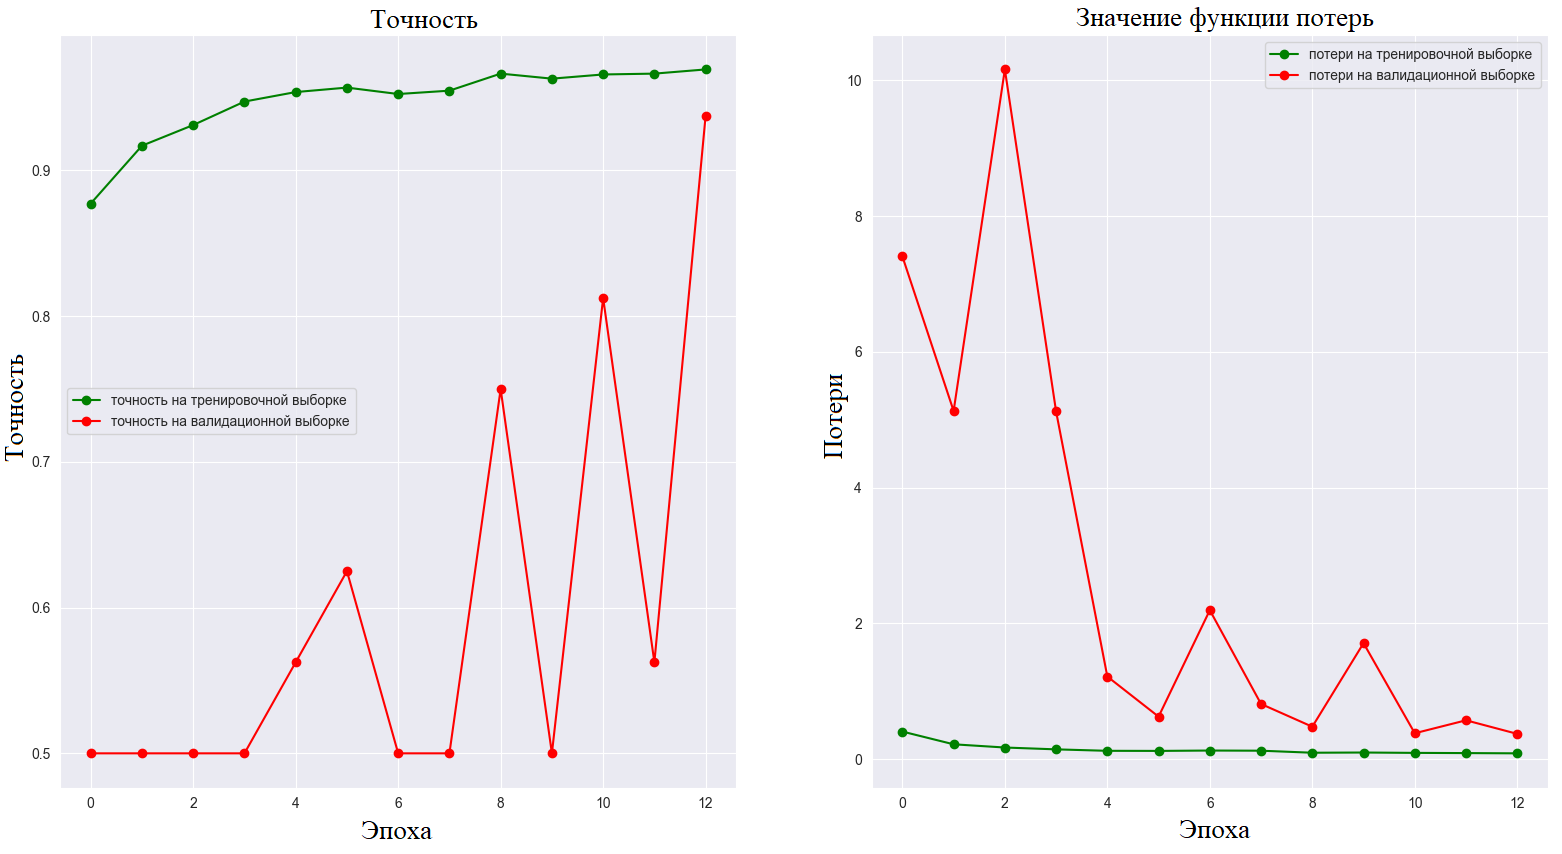 Точность
0.9
0.8
0.7
0.6
0.5
Точность
точность на тренировочной выборке
точность на валидационной выборке
0 2 4 6 8 10 12
Эпоха
Значение функции потерь
потери на тренировочной выборке
потери на валидационной выборке
10
8
6
4
2
0
Потери
0 2 4 6 8 10 12
Эпоха